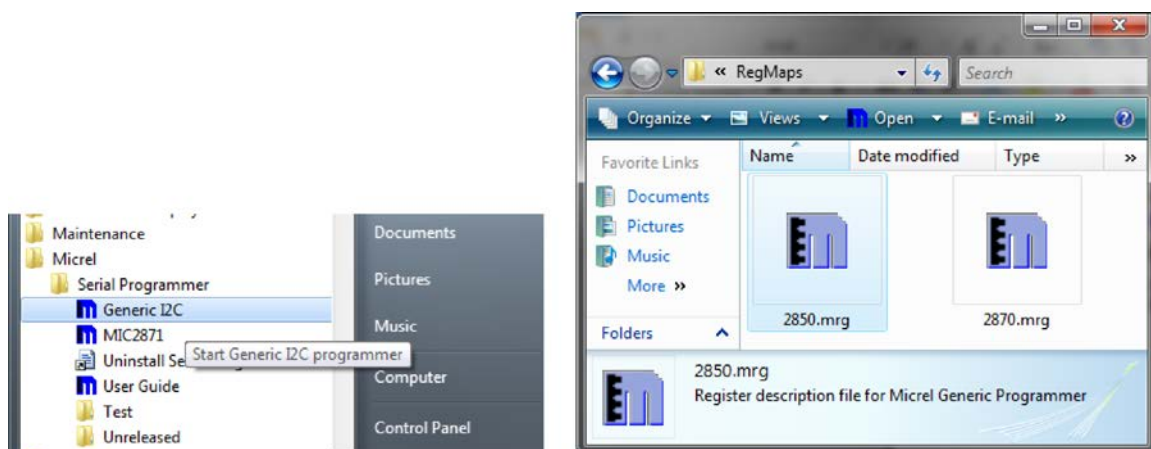 Maintenance
Micrel
Serial Programmer
Generic I2C
MIC2871
Start Generic I2C programmer
Uninstall Se
User Guide
Test
Unreleased
Documents
Pictures
Music
Computer
Control Panel
« RegMaps
Search
Organize Views Open E-mail »
Name Date modified Type »
Favorite Links
Documents
Pictures
Music
More »
Folders
2850.mrg 2870.mrg
2850.mrg
Register description file for Micrel Generic Programmer